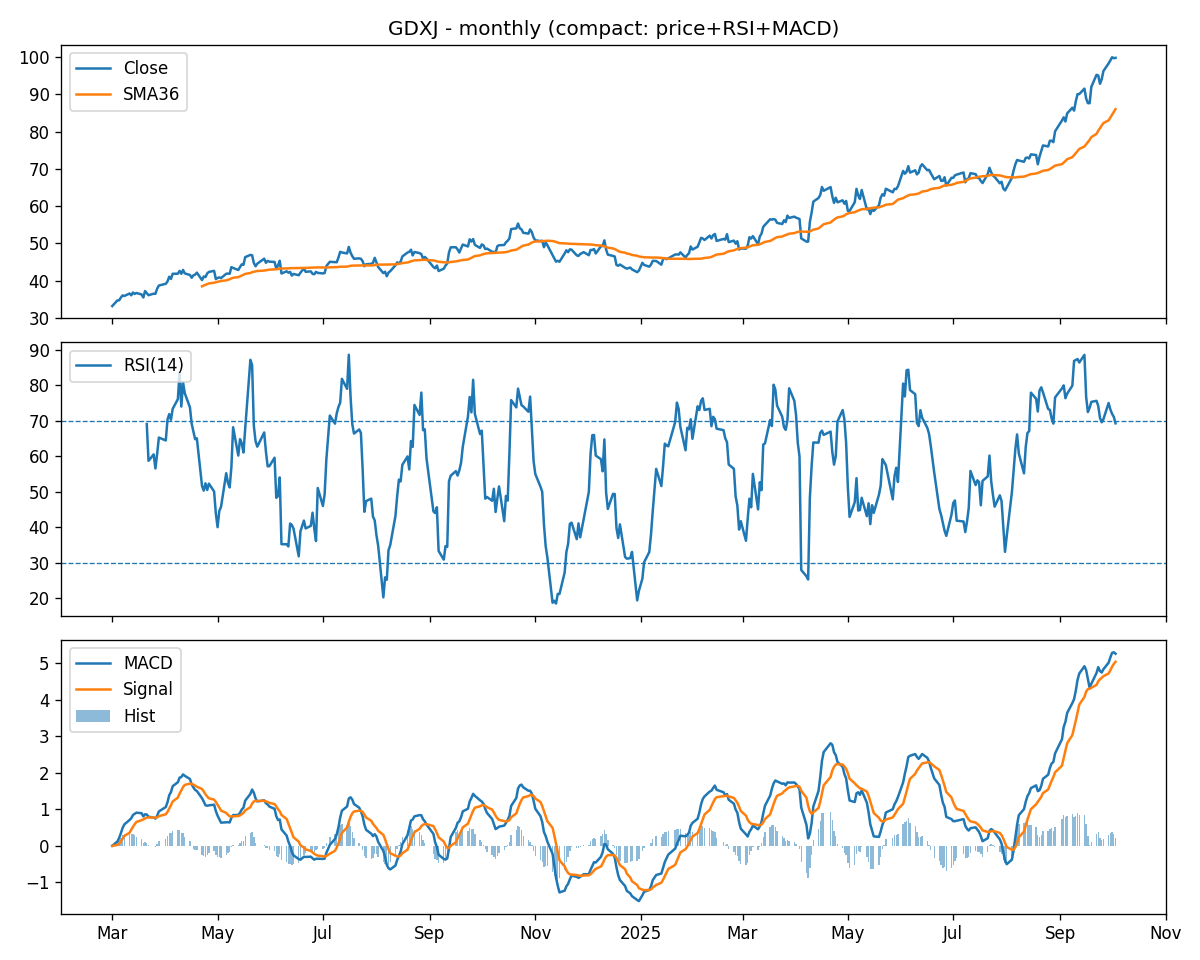 GDXJ - monthly (compact: price+RSI+MACD)
Close
SMA36
100
90
80
70
60
50
40
30
RSI(14)
90
80
70
60
50
40
30
20
MACD
Signal
Hist
5
4
3
2
1
0
−1
Mar May Jul Sep Nov 2025 Mar May Jul Sep Nov